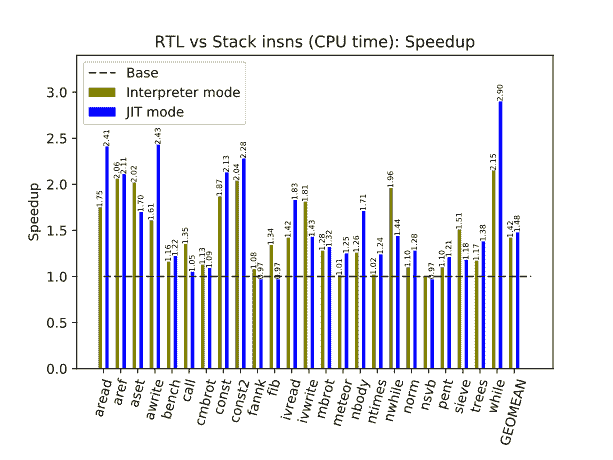 RTL vs Stack insns (CPU time): Speedup
Base
Interpreter mode
JIT mode
Speedup
3.0
2.5
2.0
1.5
1.0
0.5
0.0
1.75 2.41
2.06 2.11
2.02 1.70
1.61 2.43
1.16 1.22
1.35 1.05
1.13 1.09
1.87 2.13
2.04 2.28
1.08 0.97
1.34 0.97
1.42 1.83
1.81 1.43
1.28 1.32
1.01 1.25
1.26 1.71
1.02 1.24
1.96 1.44
1.10 1.28
0.97
1.10 1.21
1.51 1.18
1.17 1.38
2.15 2.90
1.42 1.48
aread
aref
aset
awrite
bench
call
cmbrot
const
const2
fannk
fib
ivread
ivwrite
mbrot
meteor
nbody
ntimes
nwhile
norm
nsvb
pent
sieve
trees
while
GEOMEAN